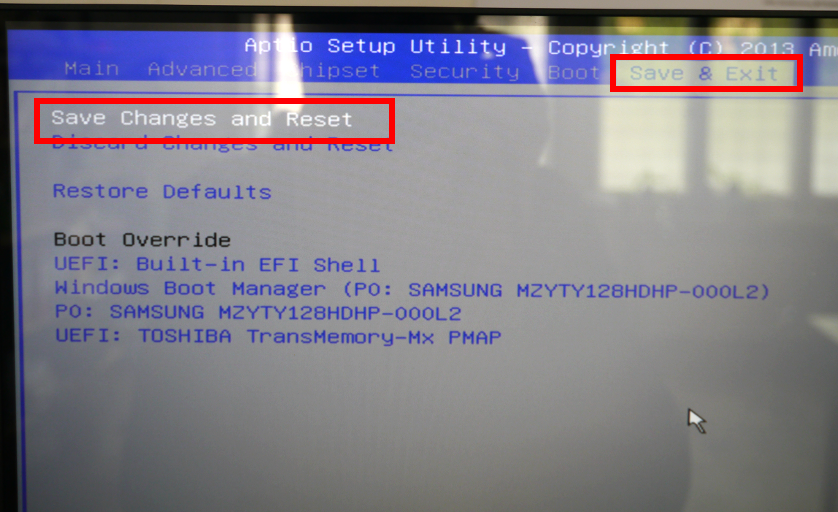 Aptio Setup Utility - Copyright (C) 2013 Am
Main Advanced Chipset Security Boot Save & Exit
Save Changes and Reset
Discard Changes and Reset
Restore Defaults
Boot Override
UEFI: Built-in EFI Shell
Windows Boot Manager (P0: SAMSUNG MZYTY128HDHP-000L2)
P0: SAMSUNG MZYTY128HDHP-000L2
UEFI: TOSHIBA TransMemory-Mx PMAP